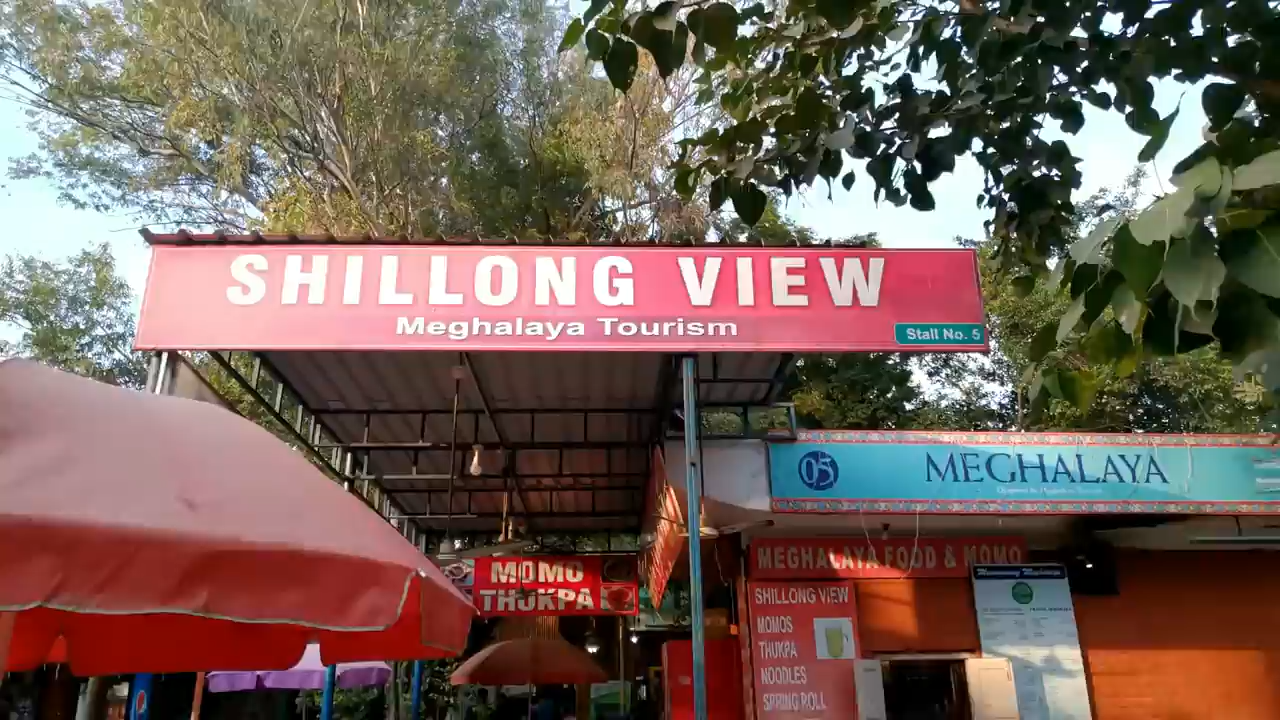 SHILLONG VIEW
Meghalaya Tourism
Stall No. 5
05
MEGHALAYA
MEGHALAYA FOOD & MOMO
MOMO
THUKPA
SHILLONG VIEW
MOMOS
THUKPA
NOODLES
SPRING ROLL